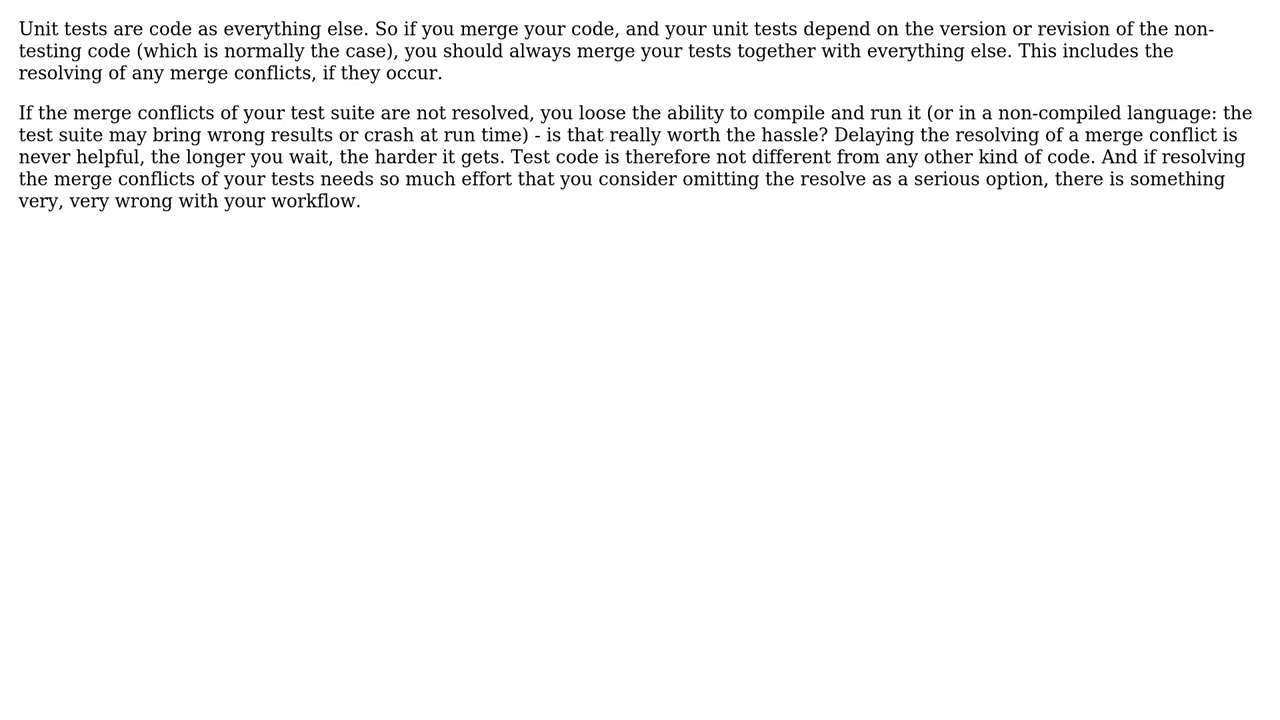 Unit tests are code as everything else. So if you merge your code, and your unit tests depend on the version or revision of the non-
testing code (which is normally the case), you should always merge your tests together with everything else. This includes the
resolving of any merge conflicts, if they occur.
If the merge conflicts of your test suite are not resolved, you loose the ability to compile and run it (or in a non-compiled language: the
test suite may bring wrong results or crash at run time) - is that really worth the hassle? Delaying the resolving of a merge conflict is
never helpful, the longer you wait, the harder it gets. Test code is therefore not different from any other kind of code. And if resolving
the merge conflicts of your tests needs so much effort that you consider omitting the resolve as a serious option, there is something
very, very wrong with your workflow.